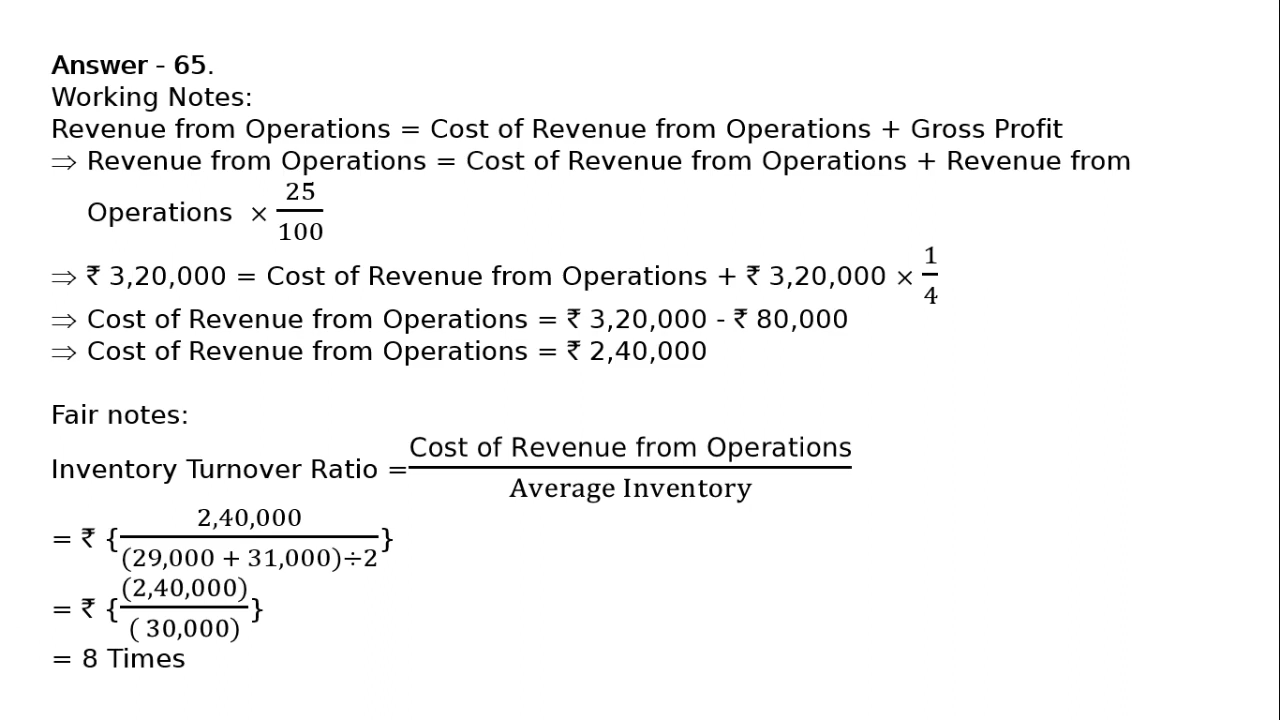 Answer - 65.
Working Notes:
Revenue from Operations = Cost of Revenue from Operations + Gross Profit
⇒ Revenue from Operations = Cost of Revenue from Operations + Revenue from
Operations × 25/100
⇒ ₹ 3,20,000 = Cost of Revenue from Operations + ₹ 3,20,000 × 1/4
⇒ Cost of Revenue from Operations = ₹ 3,20,000 - ₹ 80,000
⇒ Cost of Revenue from Operations = ₹ 2,40,000
Fair notes:
Inventory Turnover Ratio = Cost of Revenue from Operations / Average Inventory
= ₹ {2,40,000 / (29,000 + 31,000)÷2}
= ₹ {(2,40,000) / ( 30,000)}
= 8 Times